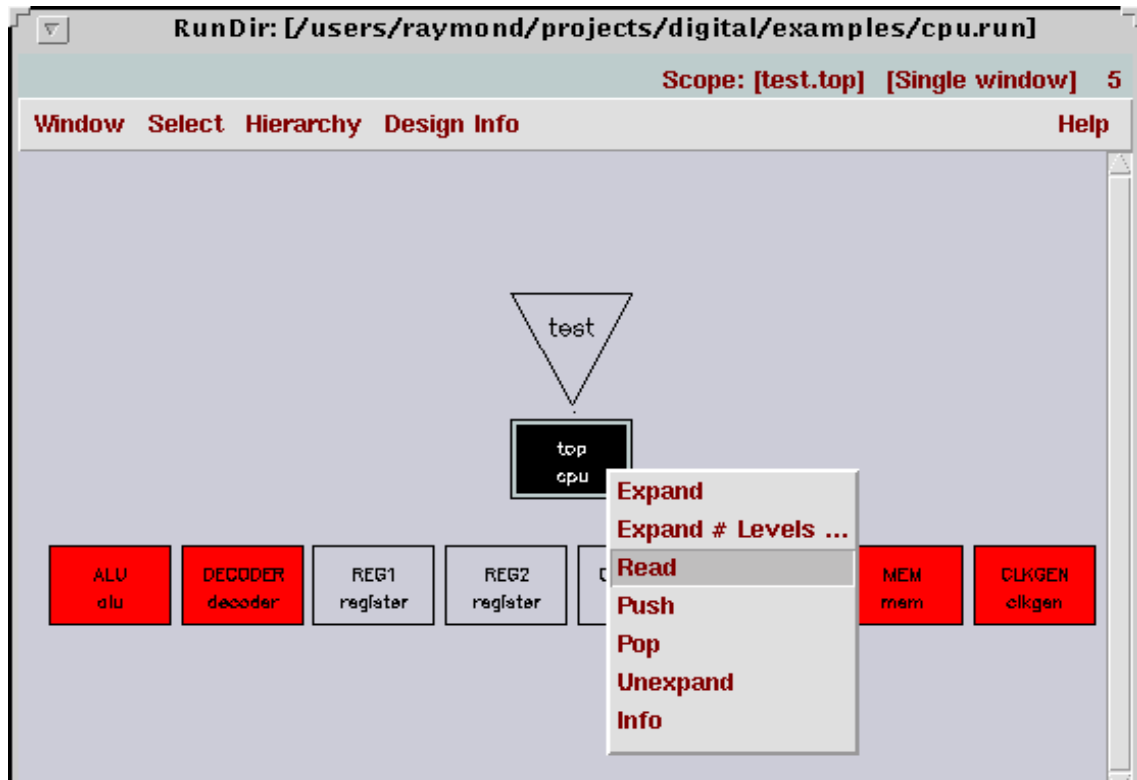 RunDir: [/users/raymond/projects/digital/examples/cpu.run]
Scope: [test.top] [Single window] 5
Window Select Hierarchy Design Info Help
test
top
cpu
Expand
Expand # Levels ...
Read
Push
Pop
Unexpand
Info
ALU
alu
DECODER
decoder
REG1
register
REG2
register
MEM
mem
CLKGEN
clkgen